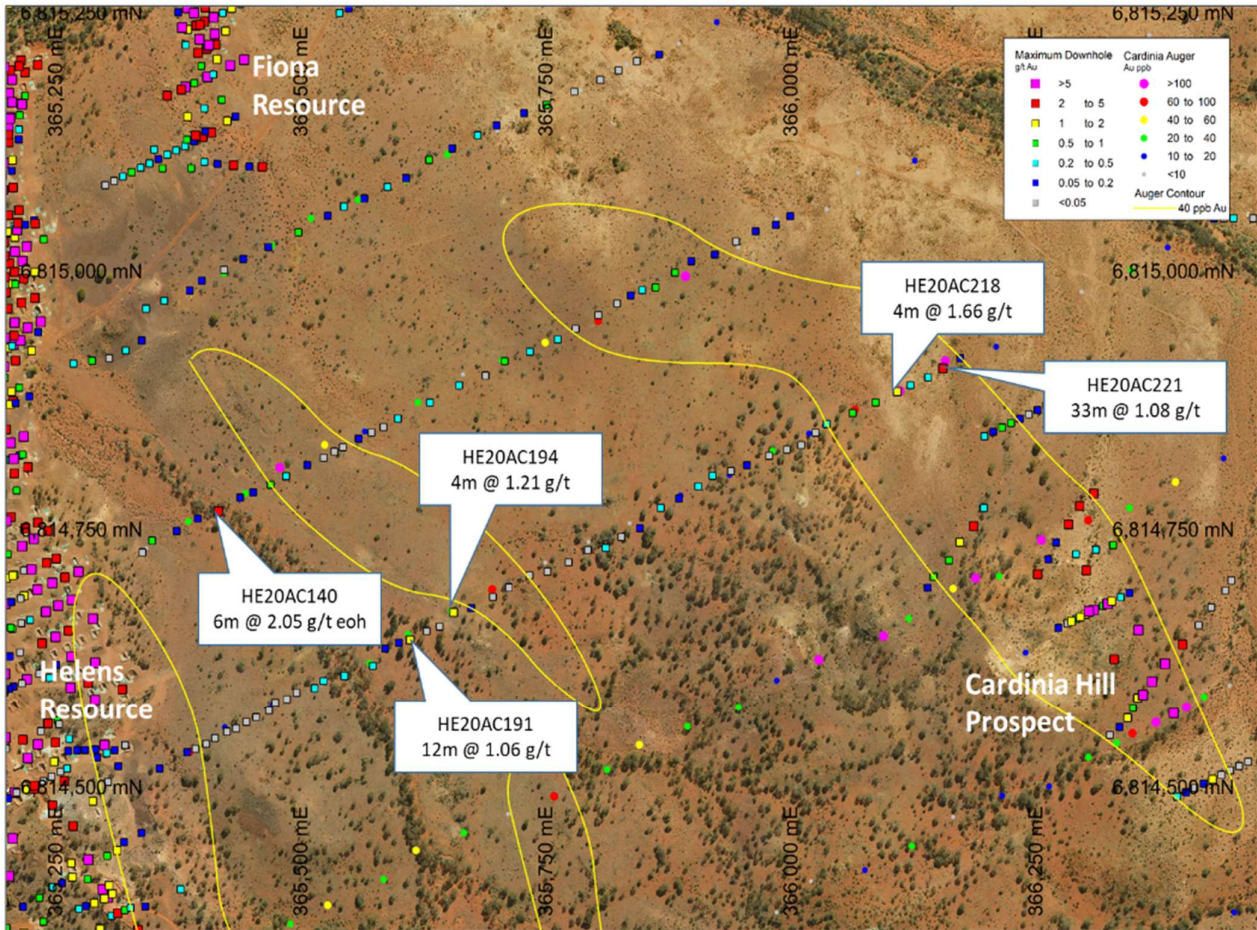 6,815,250 mN
6,815,250 mN
365,250 mE
365,500 mE
365,750 mE
366,000 mE
366,250 mE
Fiona
Resource
Maximum Downhole
g/t Au
>5
2 to 5
1 to 2
0.5 to 1
0.2 to 0.5
0.05 to 0.2
<0.05
Cardinia Auger
Au ppb
>100
60 to 100
40 to 60
20 to 40
10 to 20
<10
Auger Contour
40 ppb Au
6,815,000 mN
6,815,000 mN
HE20AC218
4m @ 1.66 g/t
HE20AC221
33m @ 1.08 g/t
HE20AC194
4m @ 1.21 g/t
6,814,750 mN
6,814,750 mN
HE20AC140
6m @ 2.05 g/t eoh
Helens
Resource
HE20AC191
12m @ 1.06 g/t
Cardinia Hill
Prospect
6,814,500 mN
6,814,500 mN
365,250 mE
365,500 mE
365,750 mE
366,000 mE
366,250 mE